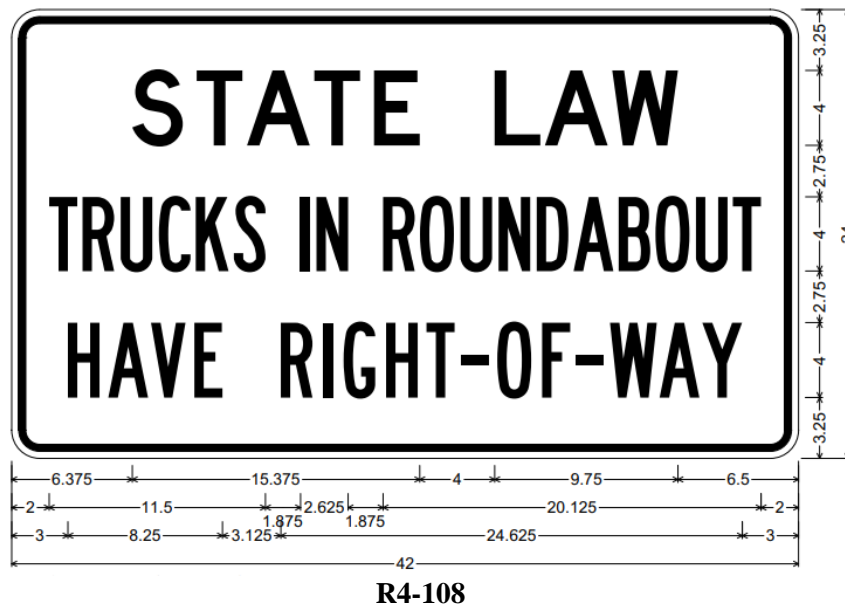 STATE LAW
TRUCKS IN ROUNDABOUT
HAVE RIGHT-OF-WAY
3.25
4
2.75
4
2.75
4
3.25
6.375 15.375 4 9.75 6.5
2 11.5 1.875 2.625 1.875 20.125 2
3 8.25 3.125 24.625 3
42
R4-108